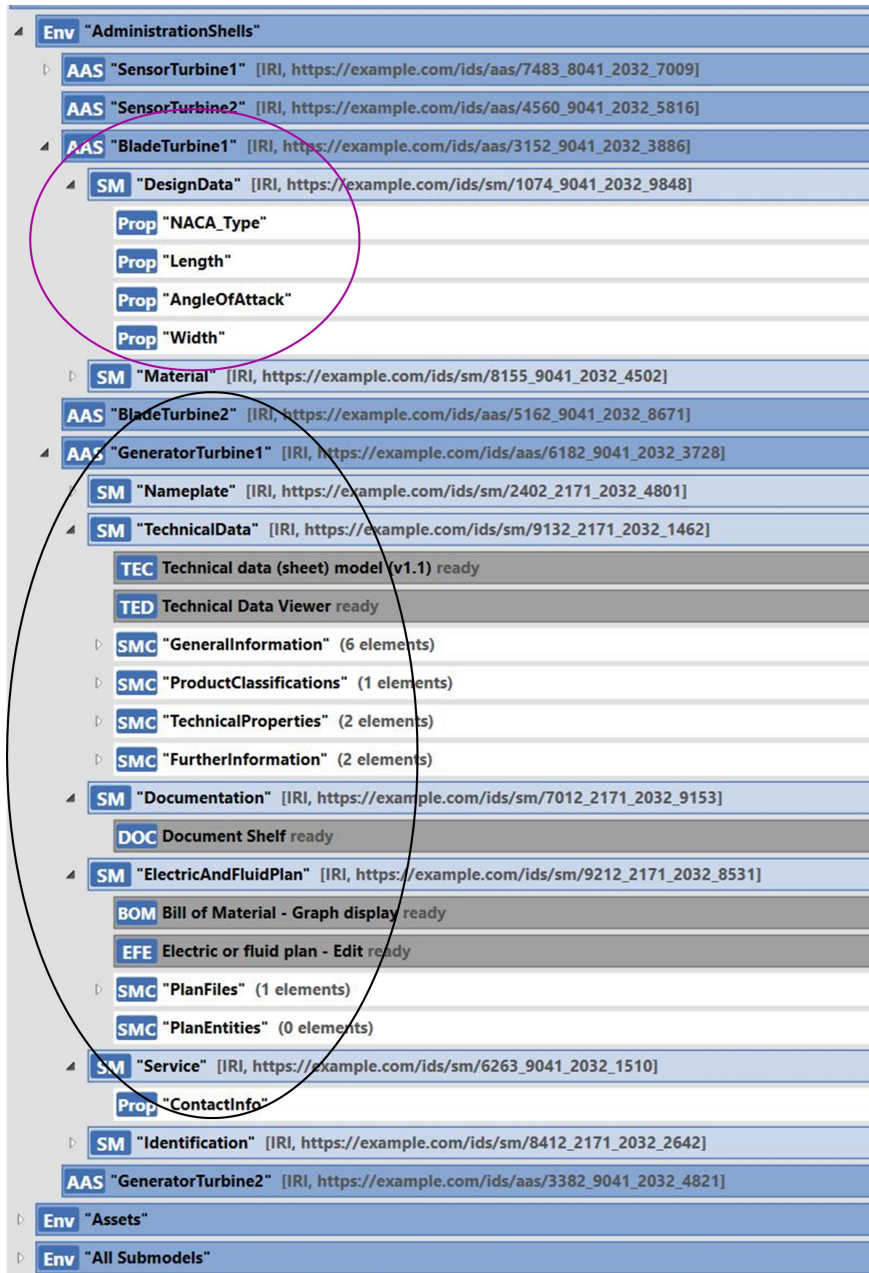 Env "AdministrationShells"
AAS "SensorTurbine1" [IRI, https://example.com/ids/aas/7483_8041_2032_7009]
AAS "SensorTurbine2" [IRI, https://example.com/ids/aas/4560_9041_2032_5816]
AAS "BladeTurbine1" [IRI, https://example.com/ids/aas/3152_9041_2032_3886]
SM "DesignData" [IRI, https://example.com/ids/sm/1074_9041_2032_9848]
Prop "NACA_Type"
Prop "Length"
Prop "AngleOfAttack"
Prop "Width"
SM "Material" [IRI, https://example.com/ids/sm/8155_9041_2032_4502]
AAS "BladeTurbine2" [IRI, https://example.com/ids/aas/5162_9041_2032_8671]
AAS "GeneratorTurbine1" [IRI, https://example.com/ids/aas/6182_9041_2032_3728]
SM "Nameplate" [IRI, https://example.com/ids/sm/2402_2171_2032_4801]
SM "TechnicalData" [IRI, https://example.com/ids/sm/9132_2171_2032_1462]
TEC Technical data (sheet) model (v1.1) ready
TED Technical Data Viewer ready
SMC "GeneralInformation" (6 elements)
SMC "ProductClassifications" (1 elements)
SMC "TechnicalProperties" (2 elements)
SMC "FurtherInformation" (2 elements)
SM "Documentation" [IRI, https://example.com/ids/sm/7012_2171_2032_9153]
DOC Document Shelf ready
SM "ElectricAndFluidPlan" [IRI, https://example.com/ids/sm/9212_2171_2032_8531]
BOM Bill of Material - Graph display ready
EFE Electric or fluid plan - Edit ready
SMC "PlanFiles" (1 elements)
SMC "PlanEntities" (0 elements)
SM "Service" [IRI, https://example.com/ids/sm/6263_9041_2032_1510]
Prop "ContactInfo"
SM "Identification" [IRI, https://example.com/ids/sm/8412_2171_2032_2642]
AAS "GeneratorTurbine2" [IRI, https://example.com/ids/aas/3382_9041_2032_4821]
Env "Assets"
Env "All Submodels"